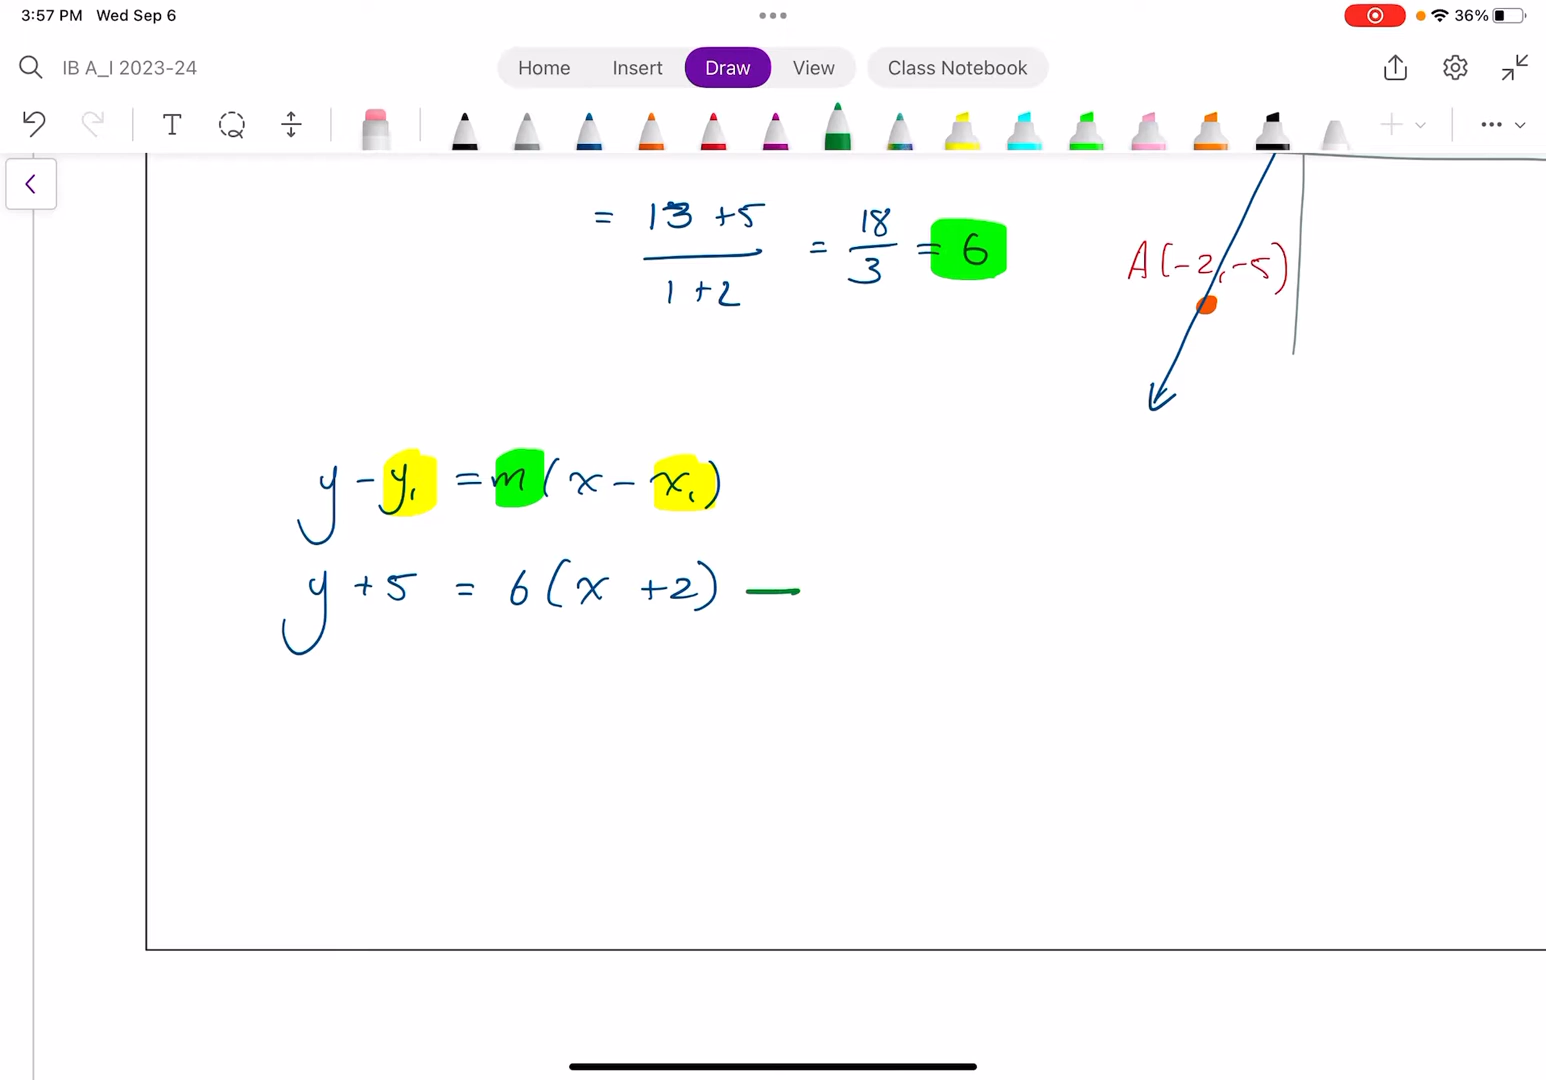 3:57 PM Wed Sep 6
36%
IB A_I 2023-24
Home Insert Draw View Class Notebook
T
= 13 +5 / 1 +2 = 18/3 = 6
A(-2,-5)
y - y₁ = m(x - x₁)
y + 5 = 6(x +2) —